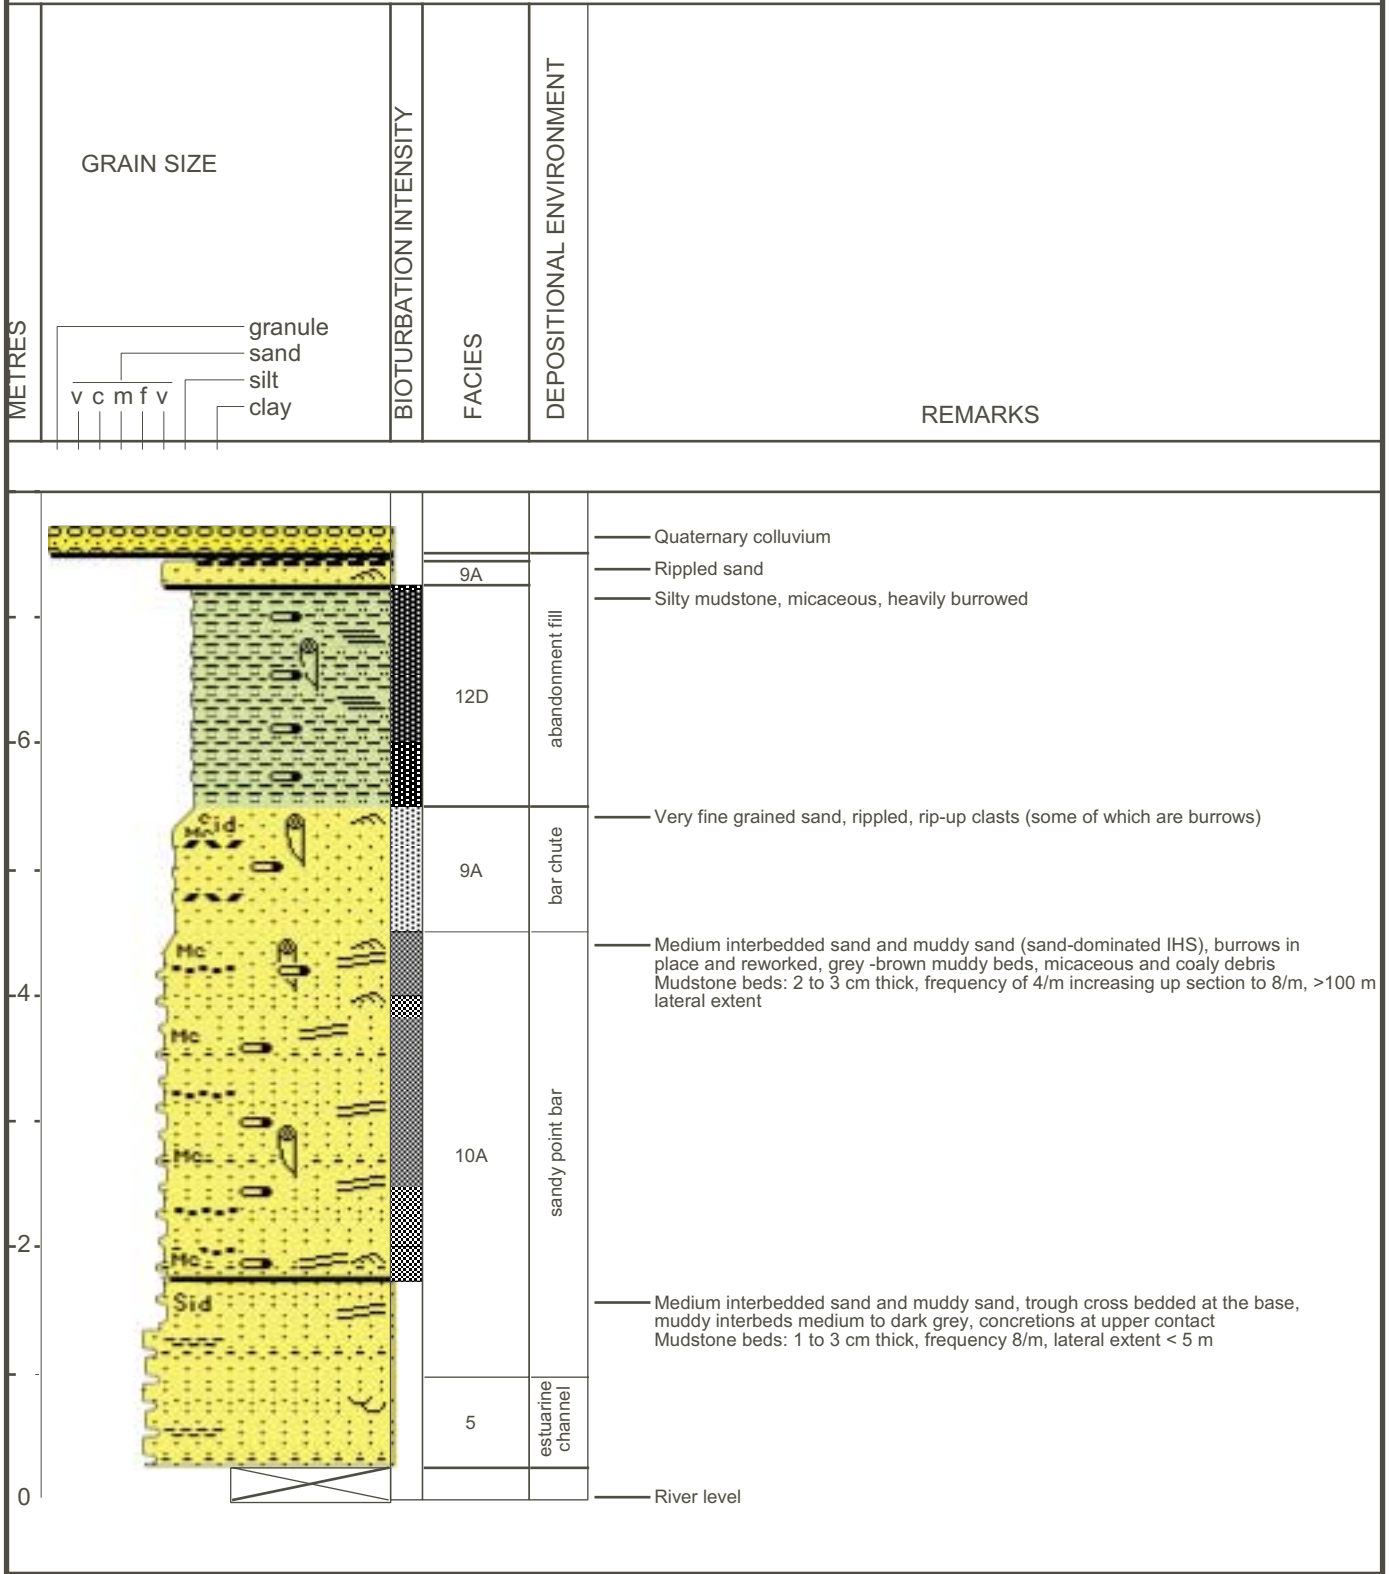 METRES
GRAIN SIZE
granule
sand
silt
clay
v c m f v
BIOTURBATION INTENSITY
FACIES
DEPOSITIONAL ENVIRONMENT
REMARKS
Quaternary colluvium
9A
Rippled sand
Silty mudstone, micaceous, heavily burrowed
abandonment fill
12D
6
Sid
Mc
Very fine grained sand, rippled, rip-up clasts (some of which are burrows)
9A
bar chute
Mc
Medium interbedded sand and muddy sand (sand-dominated IHS), burrows in
place and reworked, grey -brown muddy beds, micaceous and coaly debris
Mudstone beds: 2 to 3 cm thick, frequency of 4/m increasing up section to 8/m, >100 m
lateral extent
4
Mc
Mc
10A
sandy point bar
2
Mc
Sid
Medium interbedded sand and muddy sand, trough cross bedded at the base,
muddy interbeds medium to dark grey, concretions at upper contact
Mudstone beds: 1 to 3 cm thick, frequency 8/m, lateral extent < 5 m
5
estuarine
channel
0
River level